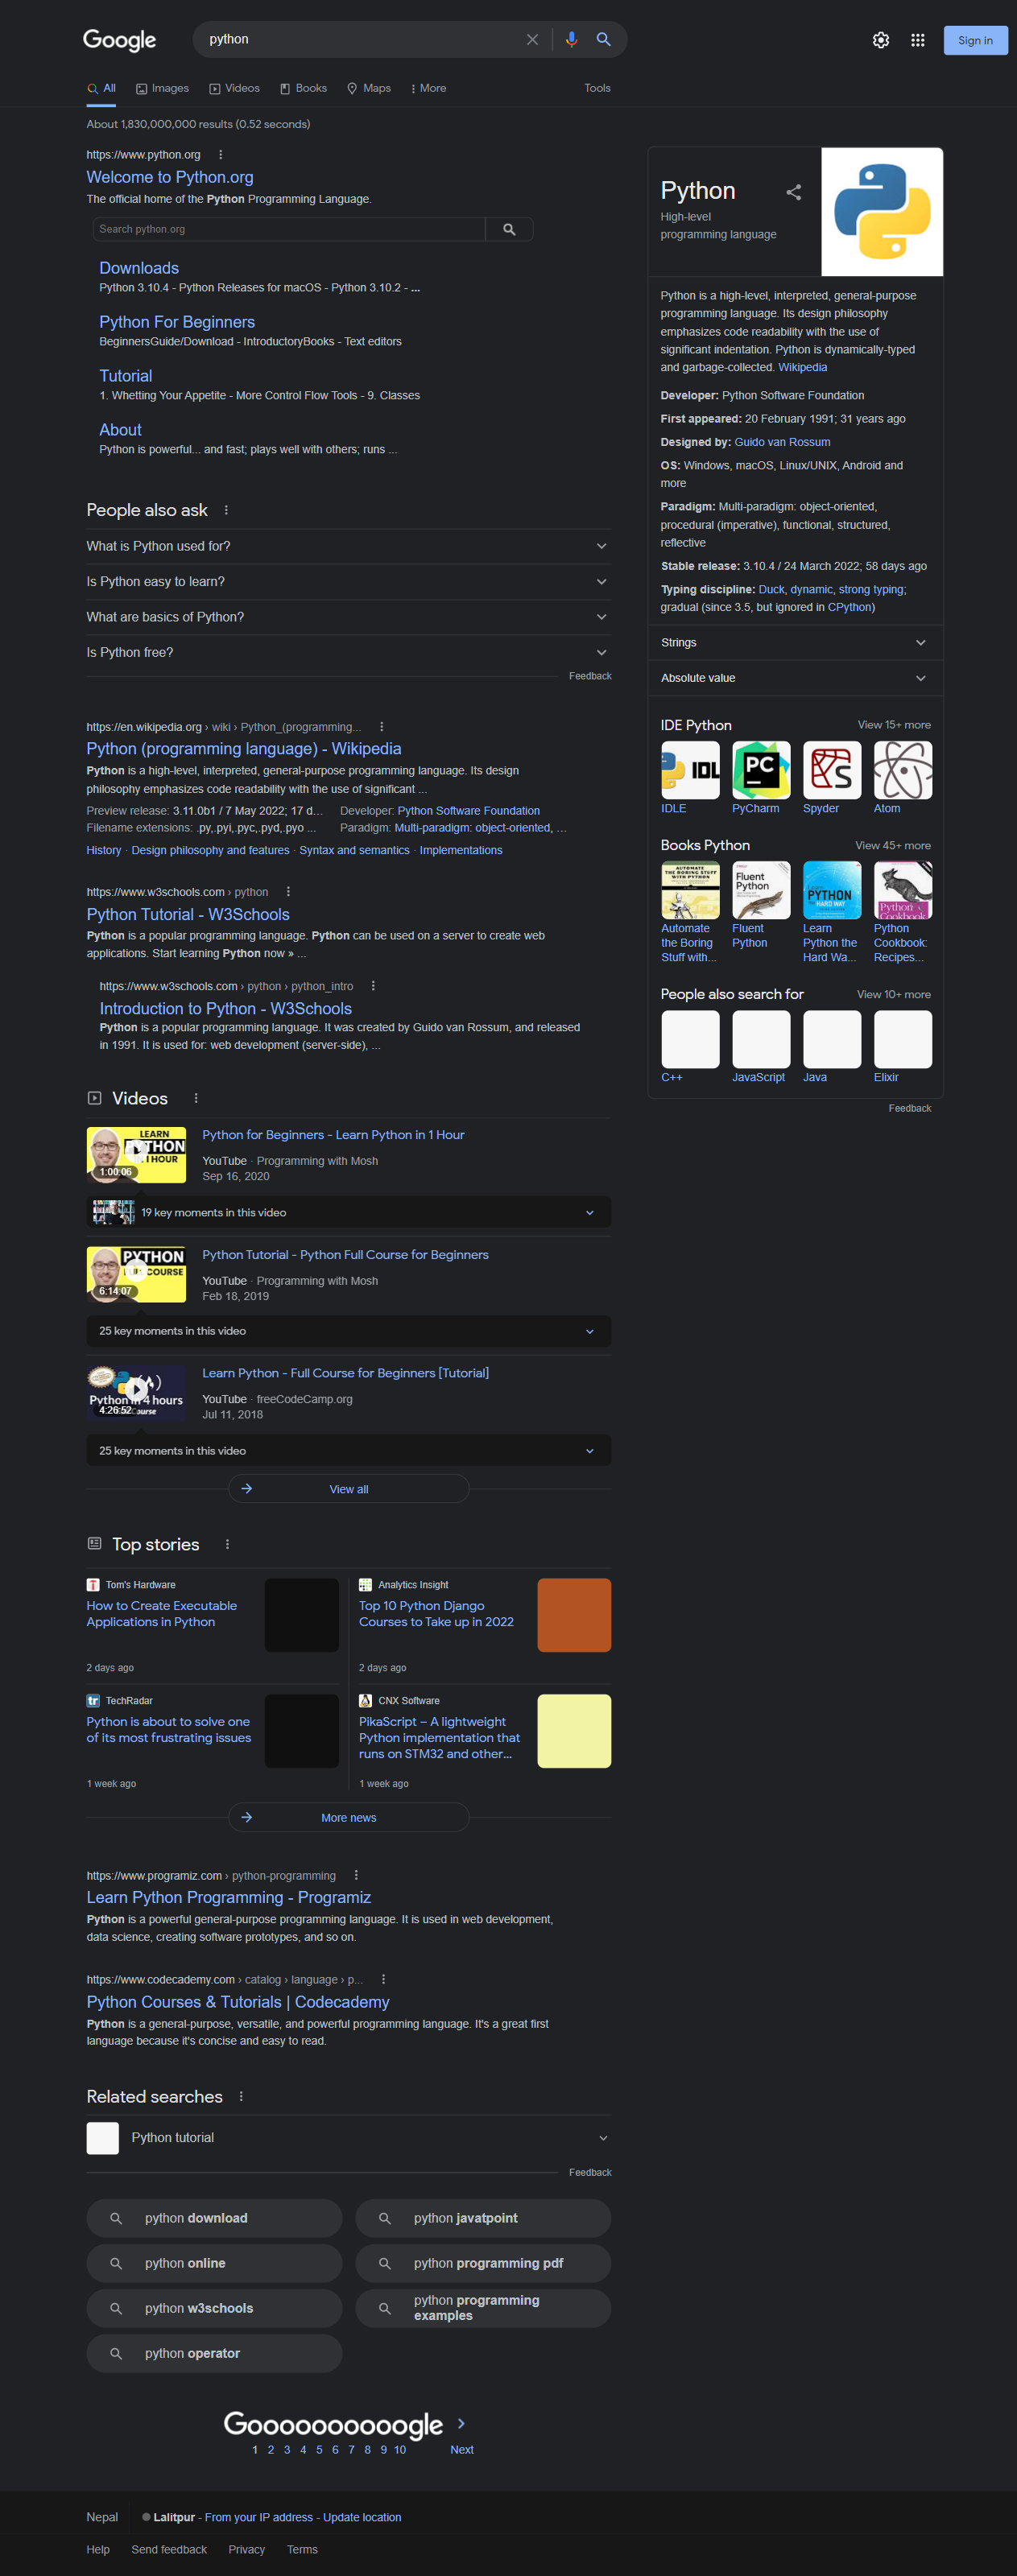 Google
python
Sign in
All
Images
Videos
Books
Maps
More
Tools
About 1,830,000,000 results (0.52 seconds)
https://www.python.org
Welcome to Python.org
The official home of the Python Programming Language.
Search python.org
Downloads
Python 3.10.4 - Python Releases for macOS - Python 3.10.2 - ...
Python For Beginners
BeginnersGuide/Download - IntroductoryBooks - Text editors
Tutorial
1. Whetting Your Appetite - More Control Flow Tools - 9. Classes
About
Python is powerful... and fast; plays well with others; runs ...
People also ask
What is Python used for?
Is Python easy to learn?
What are basics of Python?
Is Python free?
Feedback
https://en.wikipedia.org › wiki › Python_(programming...
Python (programming language) - Wikipedia
Python is a high-level, interpreted, general-purpose programming language. Its design
philosophy emphasizes code readability with the use of significant ...
Preview release: 3.11.0b1 / 7 May 2022; 17 d...
Developer: Python Software Foundation
Filename extensions: .py,.pyi,.pyc,.pyd,.pyo ...
Paradigm: Multi-paradigm: object-oriented, ...
History · Design philosophy and features · Syntax and semantics · Implementations
https://www.w3schools.com › python
Python Tutorial - W3Schools
Python is a popular programming language. Python can be used on a server to create web
applications. Start learning Python now » ...
https://www.w3schools.com › python › python_intro
Introduction to Python - W3Schools
Python is a popular programming language. It was created by Guido van Rossum, and released
in 1991. It is used for: web development (server-side), ...
Videos
LEARN
PYTHON
1 HOUR
1:00:06
Python for Beginners - Learn Python in 1 Hour
YouTube · Programming with Mosh
Sep 16, 2020
19 key moments in this video
PYTHON
COURSE
6:14:07
Python Tutorial - Python Full Course for Beginners
YouTube · Programming with Mosh
Feb 18, 2019
25 key moments in this video
Python in 4 hours
4:26:52
Learn Python - Full Course for Beginners [Tutorial]
YouTube · freeCodeCamp.org
Jul 11, 2018
25 key moments in this video
View all
Top stories
Tom's Hardware
How to Create Executable
Applications in Python
2 days ago
Analytics Insight
Top 10 Python Django
Courses to Take up in 2022
2 days ago
tr
TechRadar
Python is about to solve one
of its most frustrating issues
1 week ago
CNX Software
PikaScript – A lightweight
Python implementation that
runs on STM32 and other...
1 week ago
More news
https://www.programiz.com › python-programming
Learn Python Programming - Programiz
Python is a powerful general-purpose programming language. It is used in web development,
data science, creating software prototypes, and so on.
https://www.codecademy.com › catalog › language › p...
Python Courses & Tutorials | Codecademy
Python is a general-purpose, versatile, and powerful programming language. It's a great first
language because it's concise and easy to read.
Related searches
Python tutorial
Feedback
python download
python javatpoint
python online
python programming pdf
python w3schools
python programming
examples
python operator
Goooooooooogle
1 2 3 4 5 6 7 8 9 10
Next
Nepal
Lalitpur - From your IP address - Update location
Help
Send feedback
Privacy
Terms
Python
High-level
programming language
Python is a high-level, interpreted, general-purpose
programming language. Its design philosophy
emphasizes code readability with the use of
significant indentation. Python is dynamically-typed
and garbage-collected. Wikipedia
Developer: Python Software Foundation
First appeared: 20 February 1991; 31 years ago
Designed by: Guido van Rossum
OS: Windows, macOS, Linux/UNIX, Android and
more
Paradigm: Multi-paradigm: object-oriented,
procedural (imperative), functional, structured,
reflective
Stable release: 3.10.4 / 24 March 2022; 58 days ago
Typing discipline: Duck, dynamic, strong typing;
gradual (since 3.5, but ignored in CPython)
Strings
Absolute value
IDE Python
View 15+ more
IDL
PC
S
IDLE
PyCharm
Spyder
Atom
Books Python
View 45+ more
AUTOMATE
THE BORING STUFF
WITH PYTHON
Fluent
Python
PYTHON
HARD WAY
Python
Cookbook
Automate
the Boring
Stuff with...
Fluent
Python
Learn
Python the
Hard Wa...
Python
Cookbook:
Recipes...
People also search for
View 10+ more
C++
JavaScript
Java
Elixir
Feedback